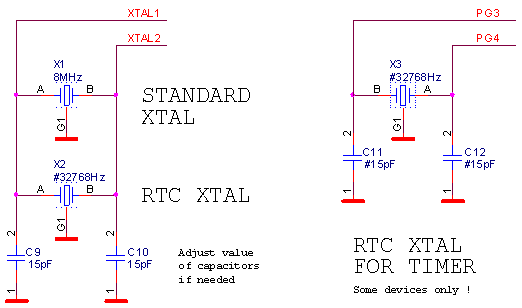 XTAL1
XTAL2
X1
8MHz
A
B
G1
STANDARD
XTAL
X2
#32768Hz
A
B
G1
RTC XTAL
2
C9
15pF
1
2
C10
15pF
1
Adjust value
of capacitors
if needed
PG3
PG4
X3
#32768Hz
B
A
G1
2
C11
#15pF
1
2
C12
#15pF
1
RTC XTAL
FOR TIMER
Some devices only !